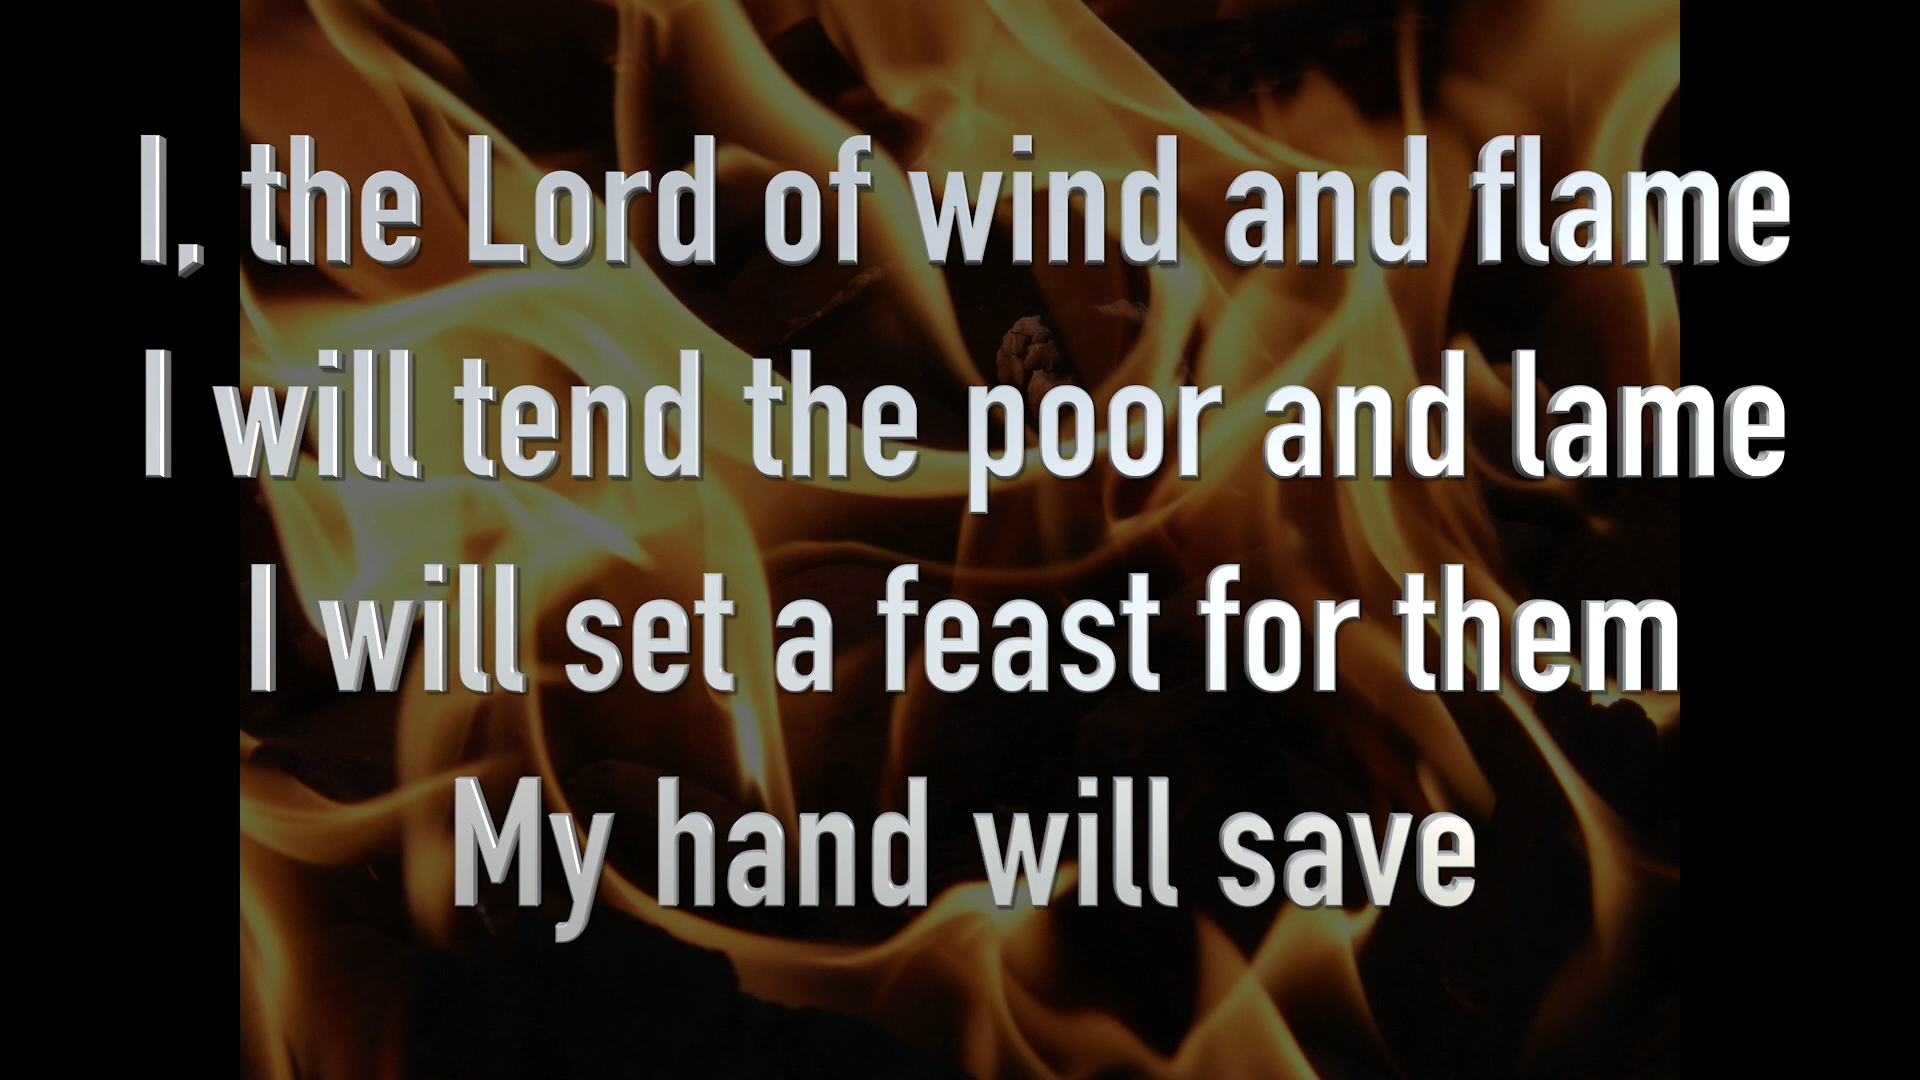 I, the Lord of wind and flame
I will tend the poor and lame
I will set a feast for them
My hand will save